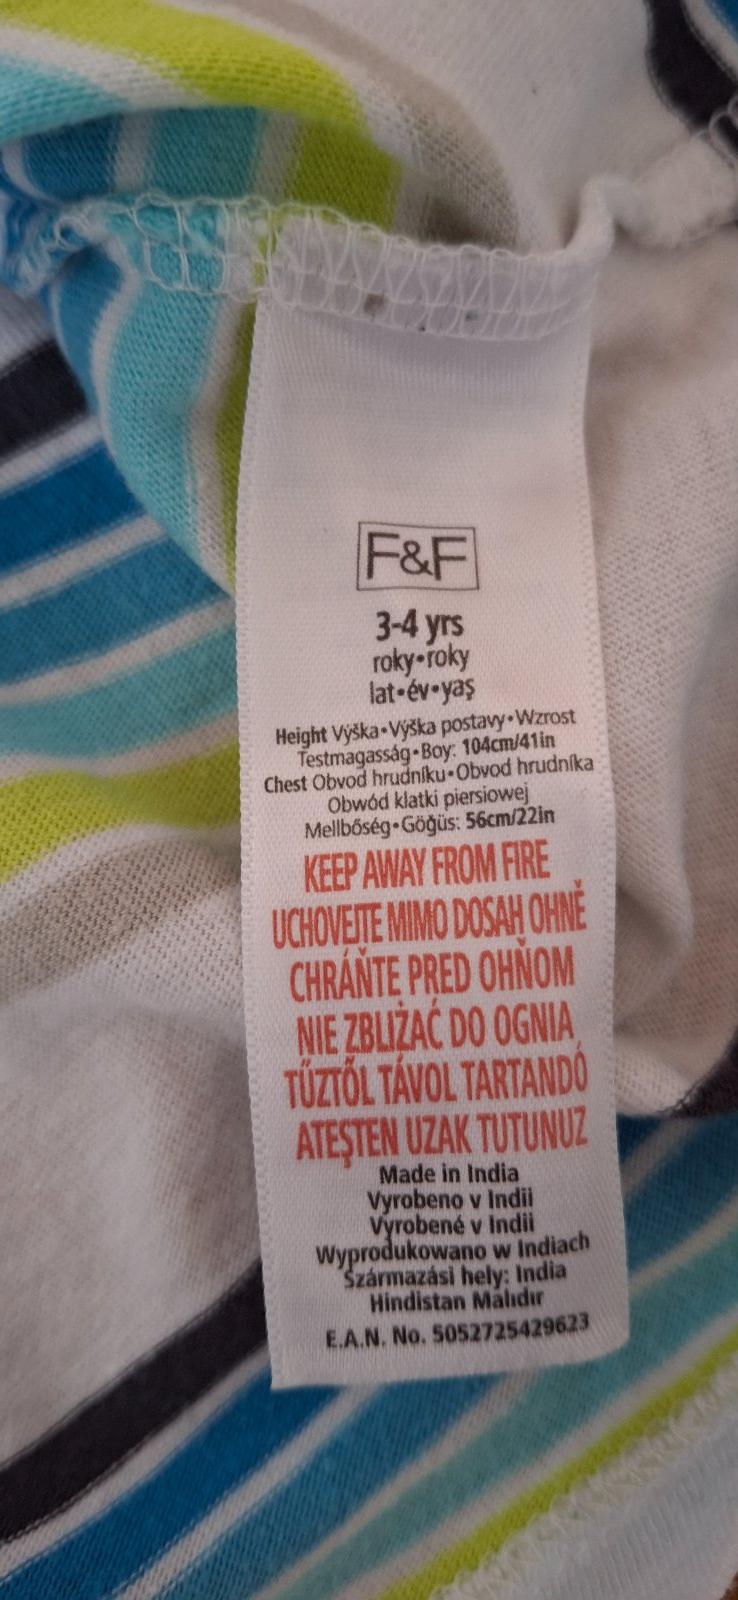 F&F
3-4 yrs
roky•roky
lat•év•yaş
Height Výška•Výška postavy•Wzrost
Testmagasság•Boy: 104cm/41in
Chest Obvod hrudníku•Obvod hrudníka
Obwód klatki piersiowej
Mellbőség•Göğüs: 56cm/22in
KEEP AWAY FROM FIRE
UCHOVEJTE MIMO DOSAH OHNĚ
CHRÁŇTE PRED OHŇOM
NIE ZBLIŻAĆ DO OGNIA
TŰZTŐL TÁVOL TARTANDÓ
ATEŞTEN UZAK TUTUNUZ
Made in India
Vyrobeno v Indii
Vyrobené v Indii
Wyprodukowano w Indiach
Származási hely: India
Hindistan Malıdır
E.A.N. No. 5052725429623